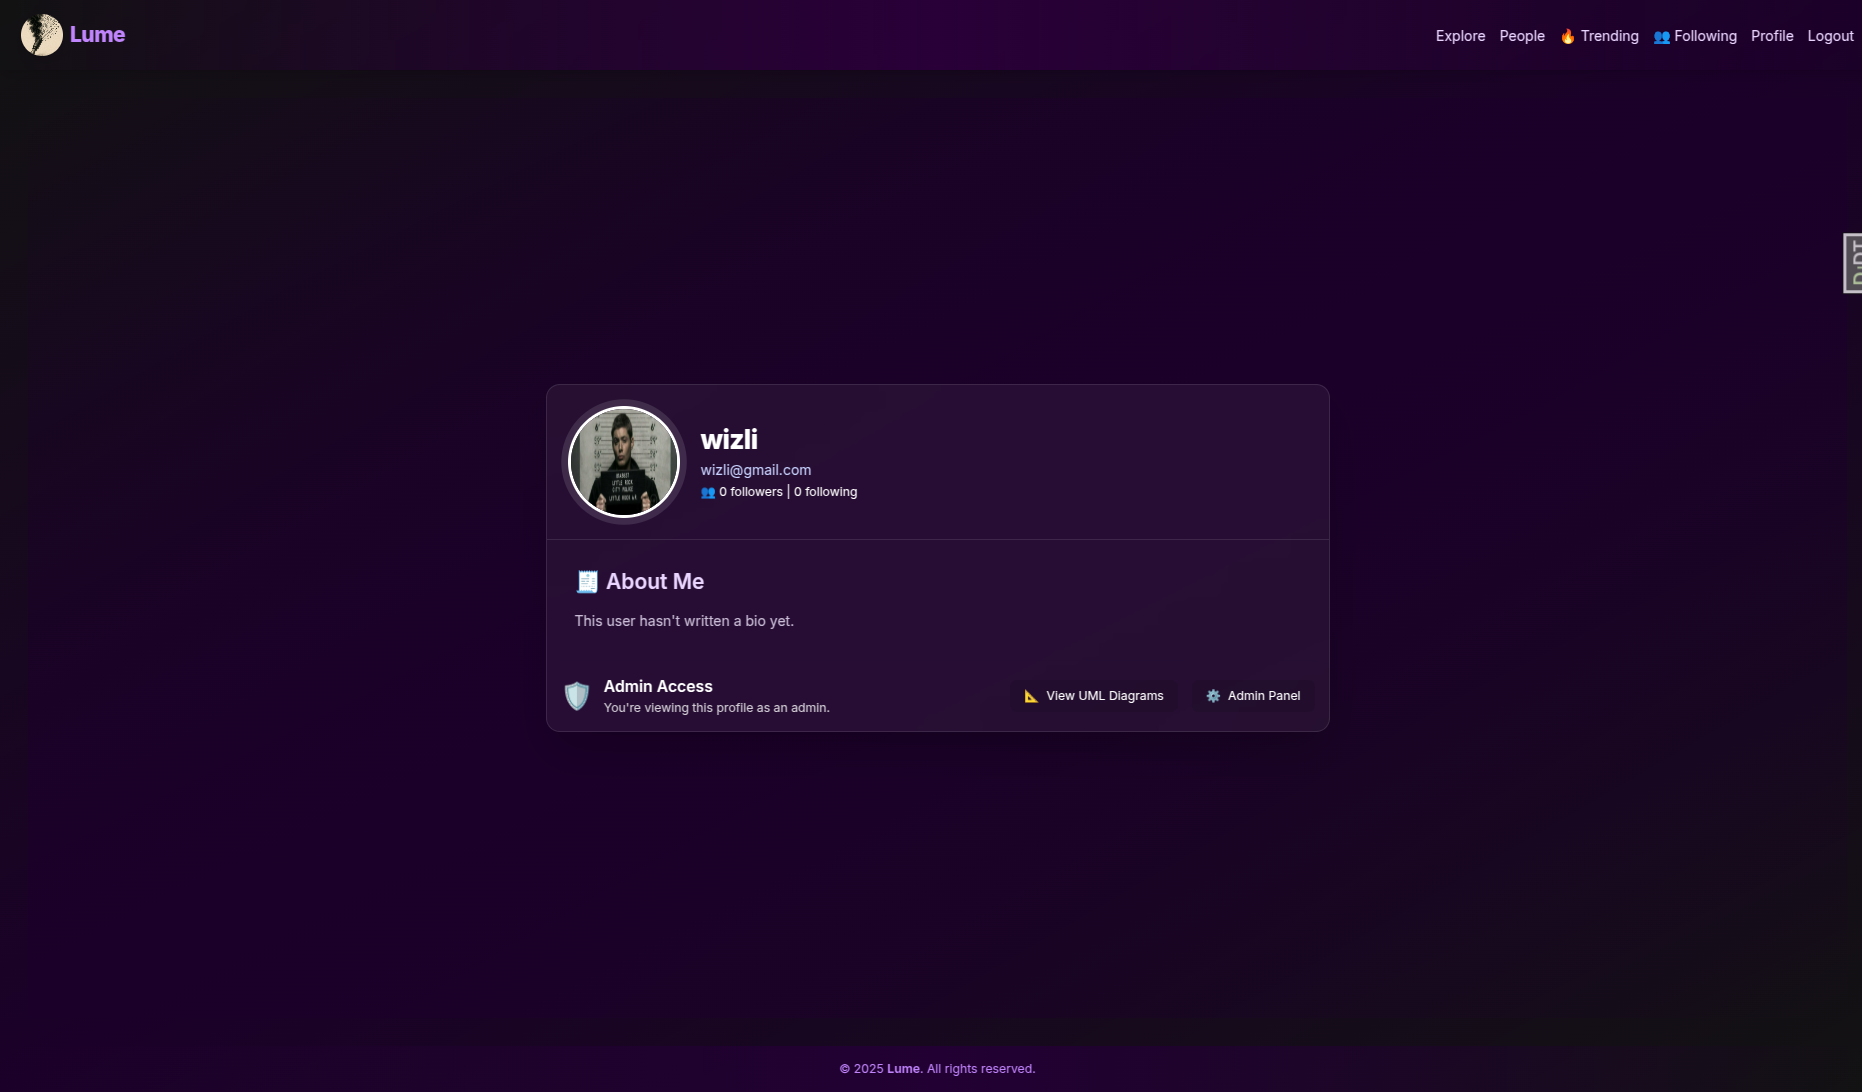 Lume
Explore People Trending Following Profile Logout
DjDT
wizli
wizli@gmail.com
0 followers | 0 following
About Me
This user hasn't written a bio yet.
Admin Access
You're viewing this profile as an admin.
View UML Diagrams
Admin Panel
© 2025 Lume. All rights reserved.